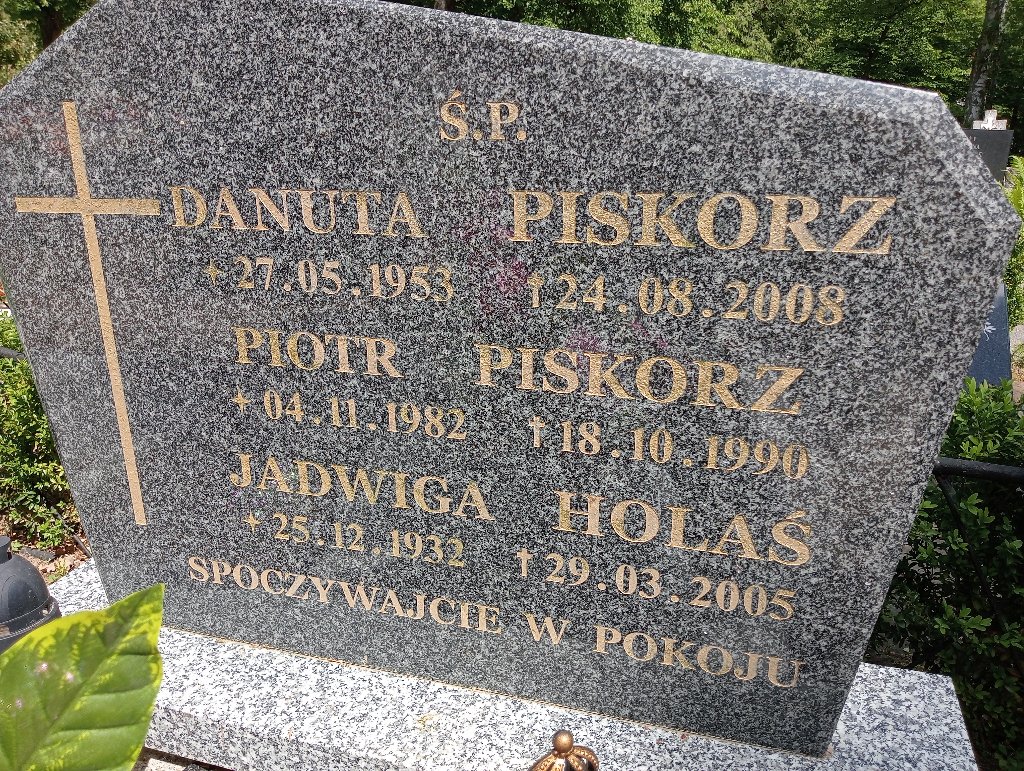 Ś.P.
DANUTA PISKORZ
27.05.1953 24.08.2008
PIOTR PISKORZ
04.11.1982 18.10.1990
JADWIGA HOLAŚ
25.12.1932 29.03.2005
SPOCZYWAJCIE W POKOJU